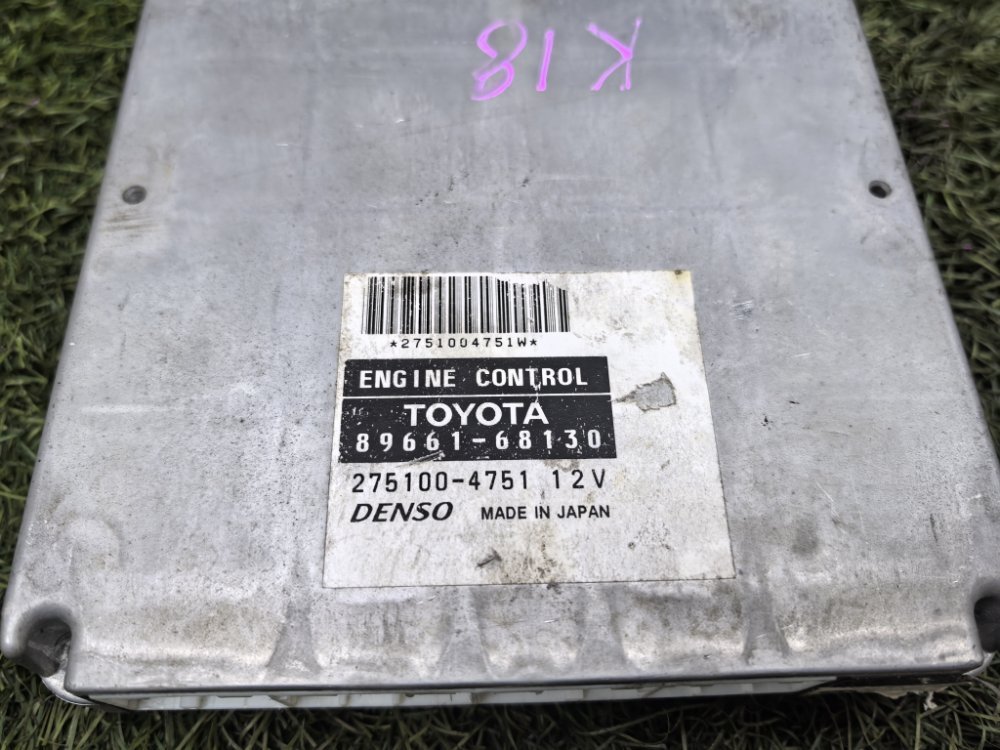 K18
*2751004751W*
ENGINE CONTROL
TOYOTA
89661-68130
275100-4751 12V
DENSO MADE IN JAPAN